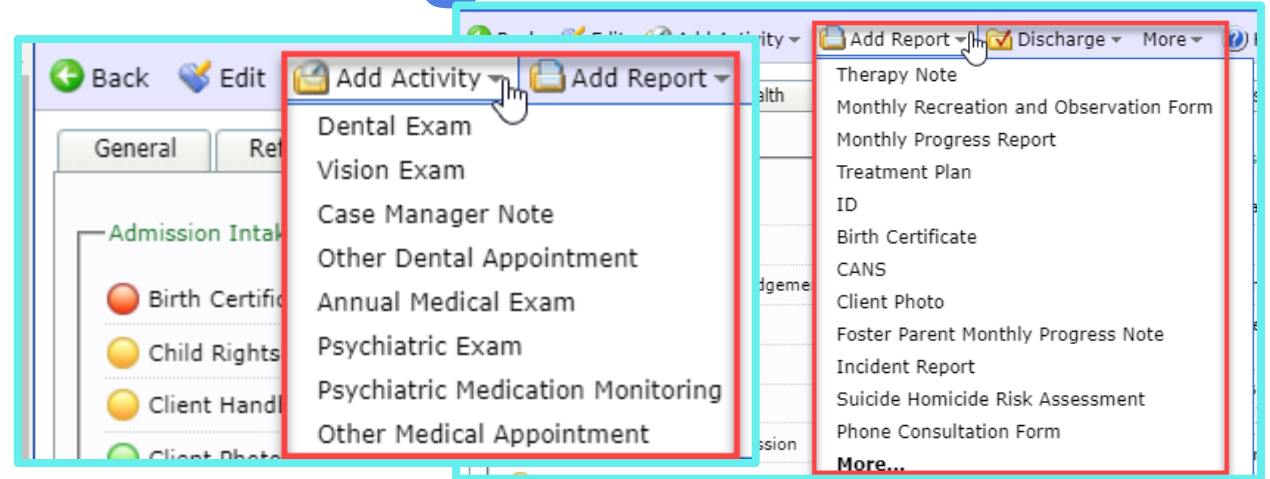 Back Edit Add Activity Add Report
General
Admission
Birth
Child Rights
Client
Client Photo
Dental Exam
Vision Exam
Case Manager Note
Other Dental Appointment
Annual Medical Exam
Psychiatric Exam
Psychiatric Medication Monitoring
Other Medical Appointment
Add Report Discharge More
Therapy Note
Monthly Recreation and Observation Form
Monthly Progress Report
Treatment Plan
ID
Birth Certificate
CANS
Client Photo
Foster Parent Monthly Progress Note
Incident Report
Suicide Homicide Risk Assessment
Phone Consultation Form
More...